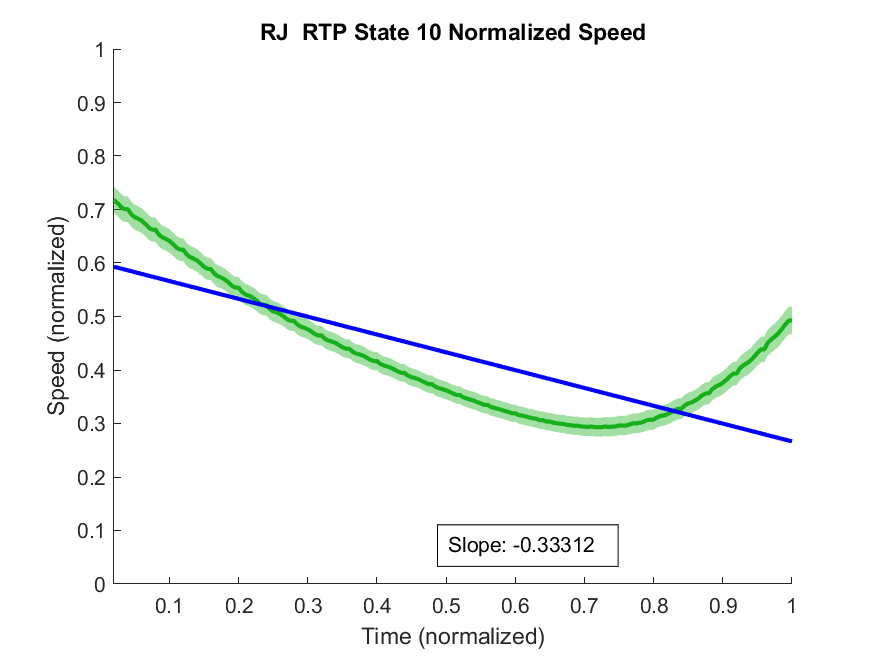 RJ  RTP State 10 Normalized Speed
1
0.9
0.8
0.7
0.6
0.5
0.4
0.3
0.2
0.1
0
Speed (normalized)
Slope: -0.33312
0.1 0.2 0.3 0.4 0.5 0.6 0.7 0.8 0.9 1
Time (normalized)